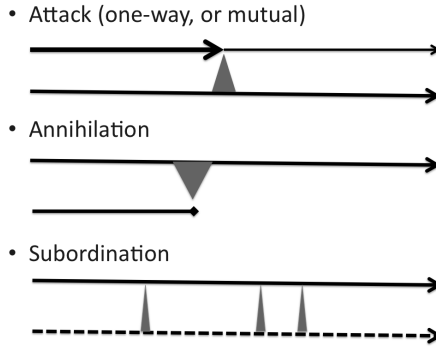 • Attack (one-way, or mutual)
• Annihilation
• Subordination